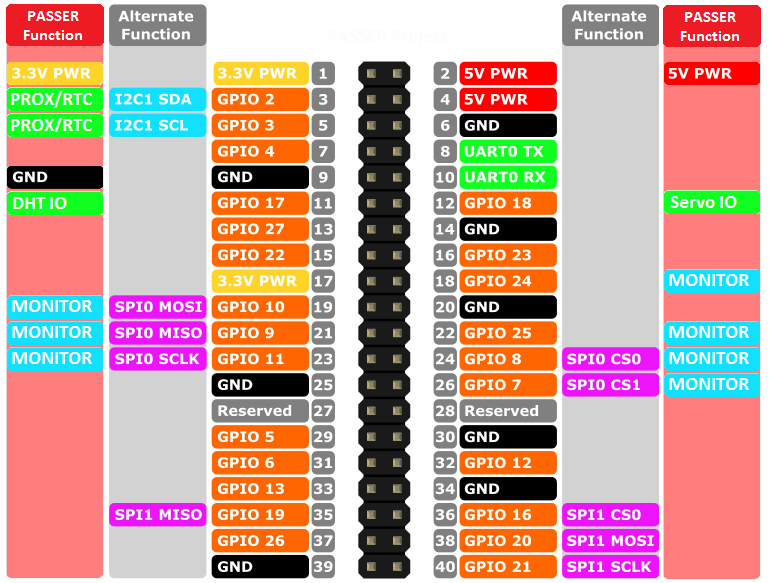 PASSER Function
Alternate Function
PASSER Project
Alternate Function
PASSER Function
3.3V PWR 3.3V PWR 1 2 5V PWR 5V PWR
PROX/RTC I2C1 SDA GPIO 2 3 4 5V PWR
PROX/RTC I2C1 SCL GPIO 3 5 6 GND
GPIO 4 7 8 UART0 TX
GND GND 9 10 UART0 RX
DHT IO GPIO 17 11 12 GPIO 18 Servo IO
GPIO 27 13 14 GND
GPIO 22 15 16 GPIO 23
3.3V PWR 17 18 GPIO 24 MONITOR
MONITOR SPI0 MOSI GPIO 10 19 20 GND
MONITOR SPI0 MISO GPIO 9 21 22 GPIO 25 MONITOR
MONITOR SPI0 SCLK GPIO 11 23 24 GPIO 8 SPI0 CS0 MONITOR
GND 25 26 GPIO 7 SPI0 CS1 MONITOR
Reserved 27 28 Reserved
GPIO 5 29 30 GND
GPIO 6 31 32 GPIO 12
GPIO 13 33 34 GND
SPI1 MISO GPIO 19 35 36 GPIO 16 SPI1 CS0
GPIO 26 37 38 GPIO 20 SPI1 MOSI
GND 39 40 GPIO 21 SPI1 SCLK